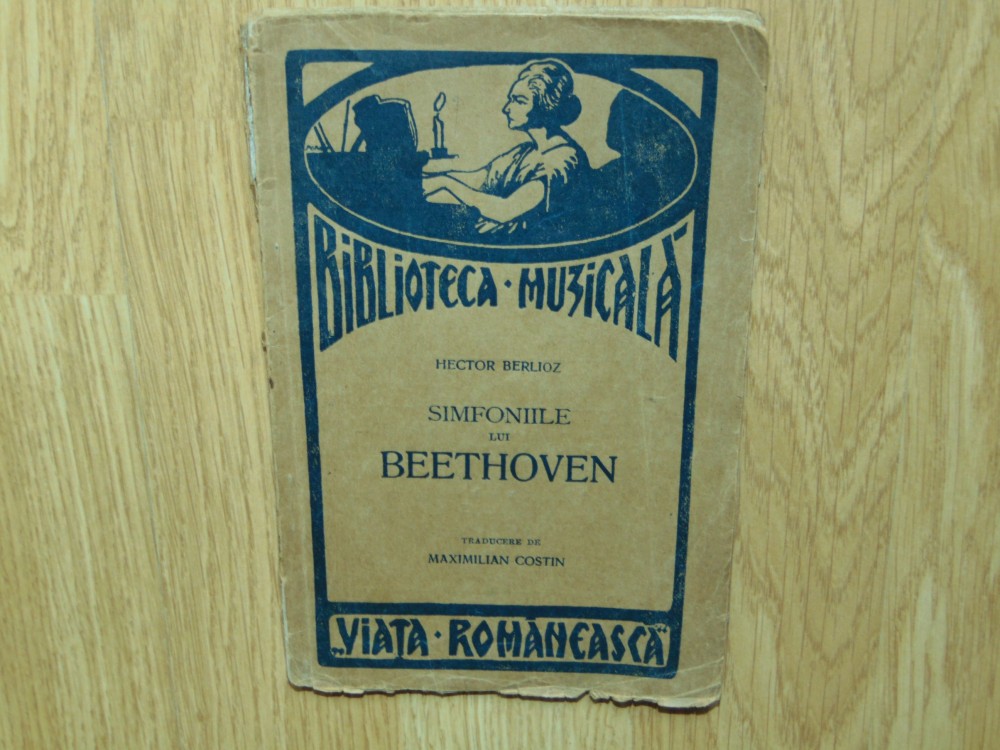 BiBLiOTECA · MUZiCALĂ
HECTOR BERLIOZ
SIMFONIILE
LUI
BEETHOVEN
TRADUCERE DE
MAXIMILIAN COSTIN
„ViAȚA · ROMÂNEASCĂ"